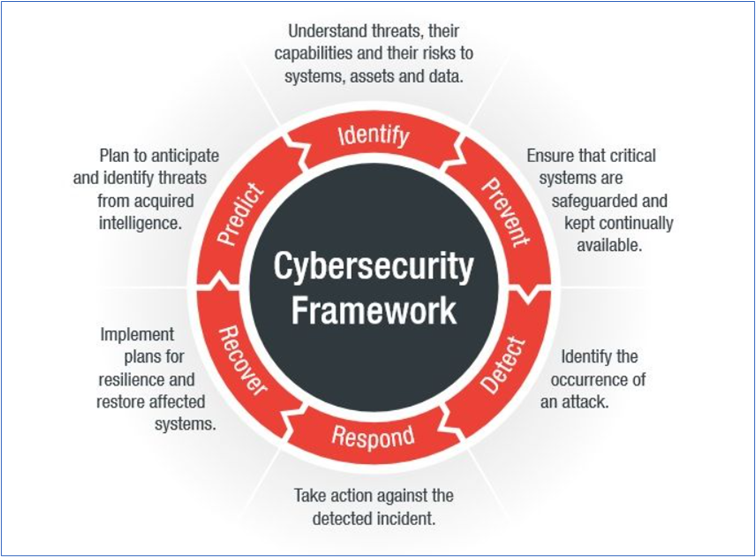 Understand threats, their
capabilities and their risks to
systems, assets and data.
Identify
Ensure that critical
systems are
safeguarded and
kept continually
available.
Prevent
Identify the
occurrence of
an attack.
Detect
Take action against the
detected incident.
Respond
Implement
plans for
resilience and
restore affected
systems.
Recover
Plan to anticipate
and identify threats
from acquired
intelligence.
Predict
Cybersecurity
Framework